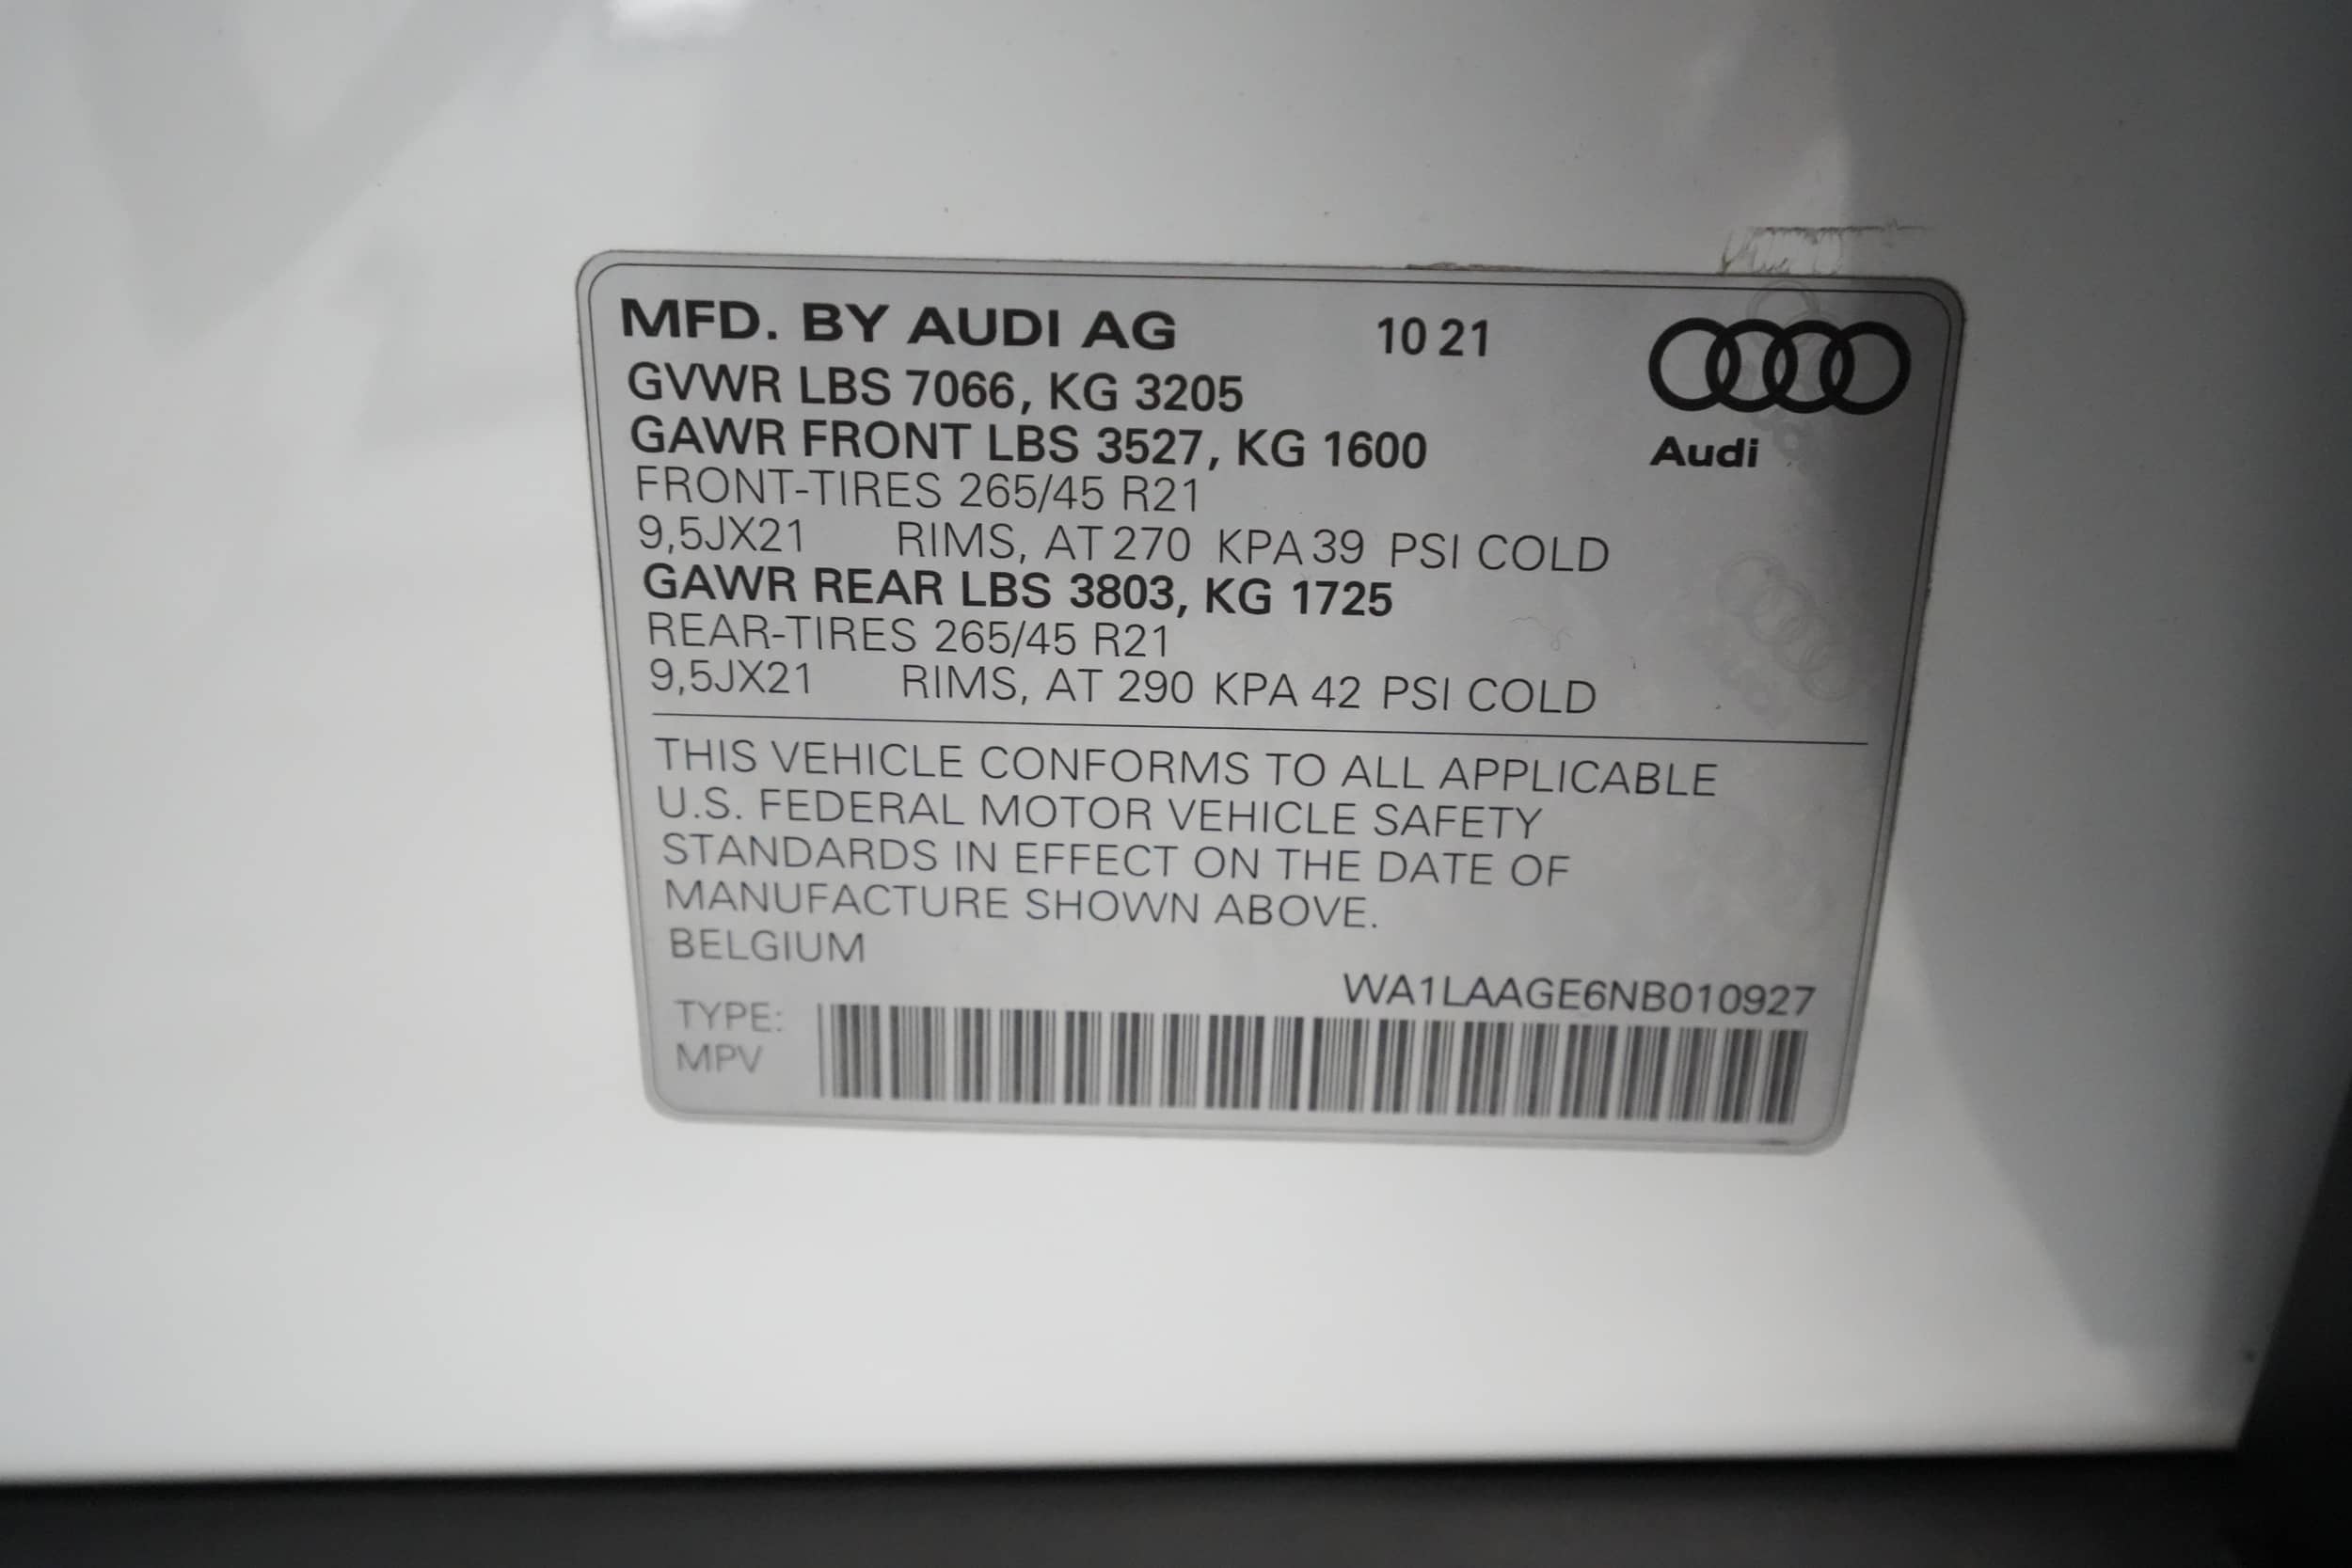 MFD. BY AUDI AG 10 21
GVWR LBS 7066, KG 3205
GAWR FRONT LBS 3527, KG 1600
Audi
FRONT-TIRES 265/45 R21
9,5JX21 RIMS, AT 270 KPA 39 PSI COLD
GAWR REAR LBS 3803, KG 1725
REAR-TIRES 265/45 R21
9,5JX21 RIMS, AT 290 KPA 42 PSI COLD
THIS VEHICLE CONFORMS TO ALL APPLICABLE
U.S. FEDERAL MOTOR VEHICLE SAFETY
STANDARDS IN EFFECT ON THE DATE OF
MANUFACTURE SHOWN ABOVE.
BELGIUM
WA1LAAGE6NB010927
TYPE:
MPV